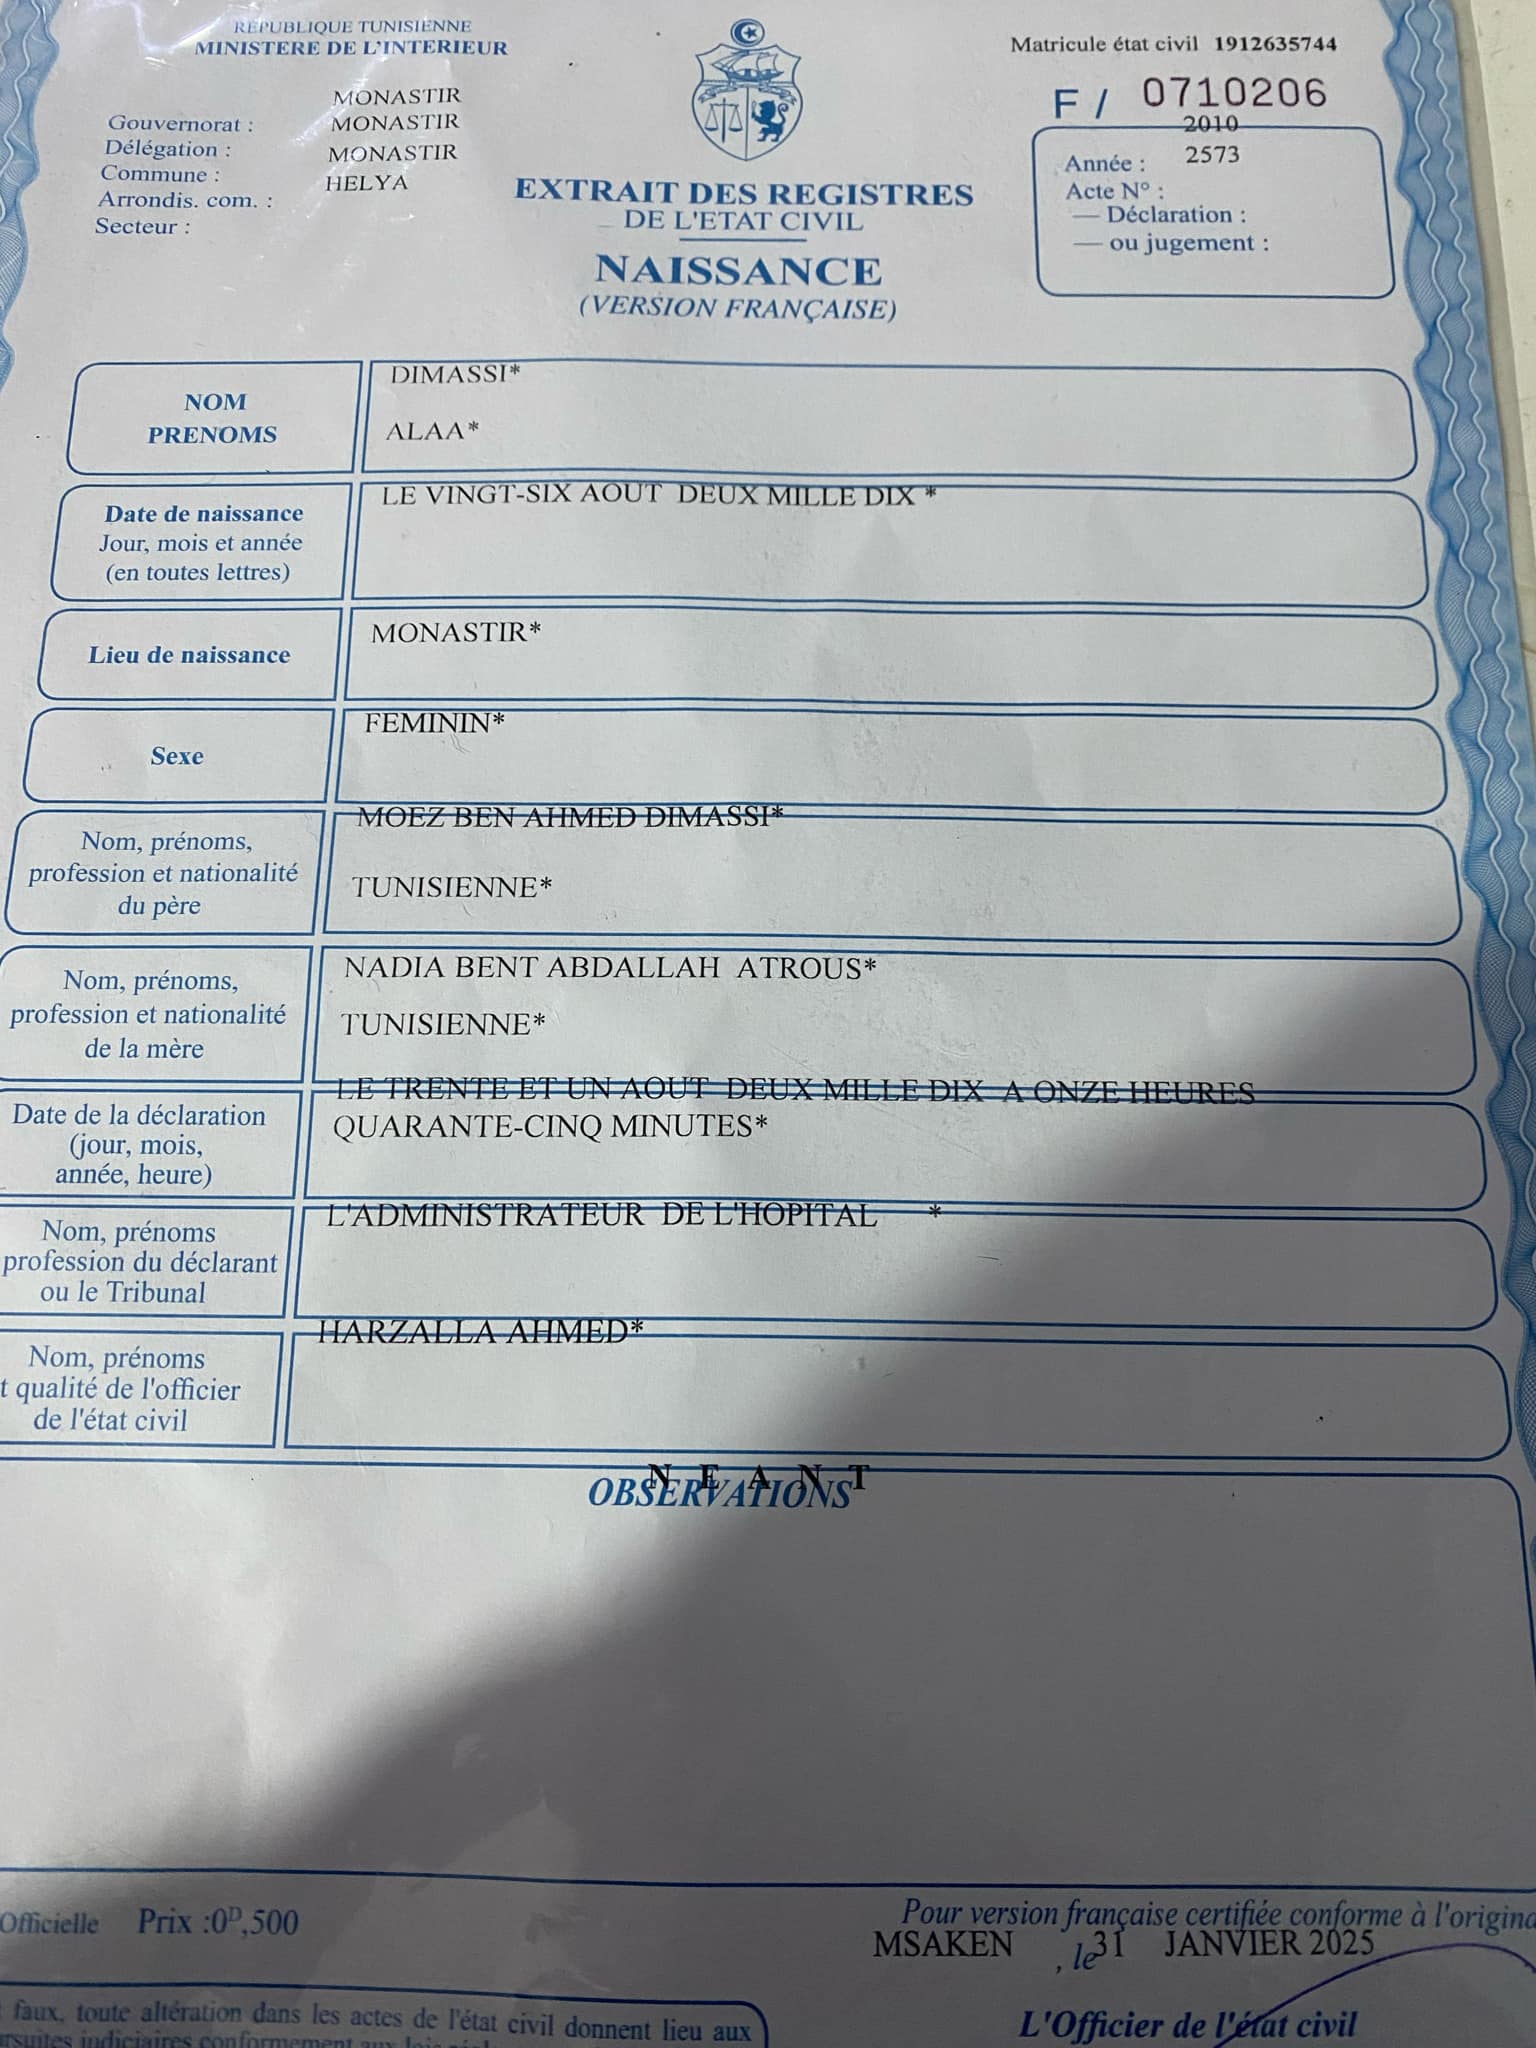 REPUBLIQUE TUNISIENNE
MINISTERE DE L'INTERIEUR
MONASTIR
Gouvernorat : MONASTIR
Délégation : MONASTIR
Commune : HELYA
Arrondis. com. :
Secteur :
Matricule état civil 1912635744
F / 0710206
2010
Année : 2573
Acte N° :
— Déclaration :
— ou jugement :
EXTRAIT DES REGISTRES
DE L'ETAT CIVIL
NAISSANCE
(VERSION FRANÇAISE)
NOM
PRENOMS
DIMASSI*
ALAA*
Date de naissance
Jour, mois et année
(en toutes lettres)
LE VINGT-SIX AOUT DEUX MILLE DIX *
Lieu de naissance
MONASTIR*
Sexe
FEMININ*
Nom, prénoms,
profession et nationalité
du père
MOEZ BEN AHMED DIMASSI*
TUNISIENNE*
Nom, prénoms,
profession et nationalité
de la mère
NADIA BENT ABDALLAH ATROUS*
TUNISIENNE*
Date de la déclaration
(jour, mois,
année, heure)
LE TRENTE ET UN AOUT DEUX MILLE DIX A ONZE HEURES
QUARANTE-CINQ MINUTES*
Nom, prénoms
profession du déclarant
ou le Tribunal
L'ADMINISTRATEUR DE L'HOPITAL *
Nom, prénoms
t qualité de l'officier
de l'état civil
HARZALLA AHMED*
N E A N T
OBSERVATIONS
Officielle Prix :0ᴰ,500
Pour version française certifiée conforme à l'origina
MSAKEN , le 31 JANVIER 2025
L'Officier de l'état civil
faux, toute altération dans les actes de l'état civil donnent lieu aux
judiciaires conformément aux lois